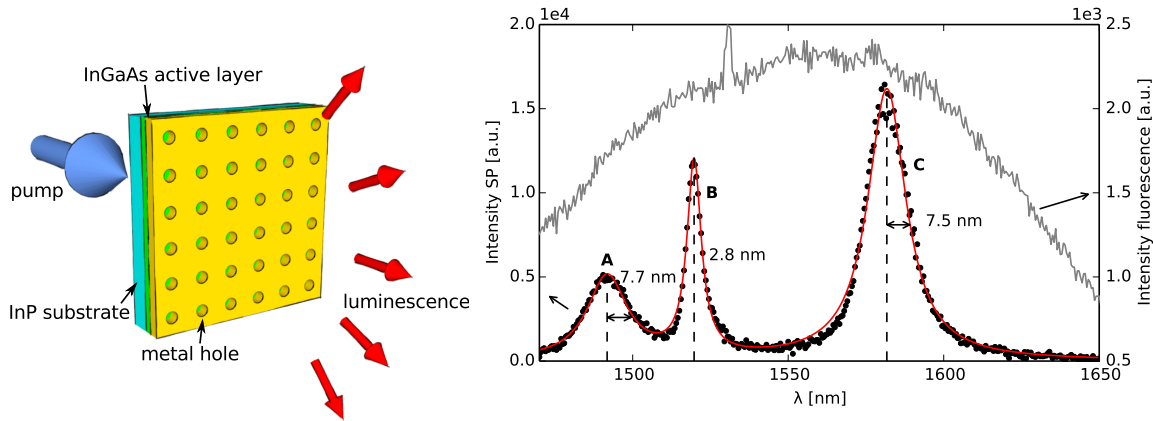 InGaAs active layer
pump
InP substrate
metal hole
luminescence
1e4
1e3
2.0
1.5
1.0
0.5
0.0
Intensity SP [a.u.]
A
7.7 nm
B
2.8 nm
C
7.5 nm
2.5
2.0
1.5
1.0
0.5
Intensity fluorescence [a.u.]
1500
1550
1600
1650
λ [nm]